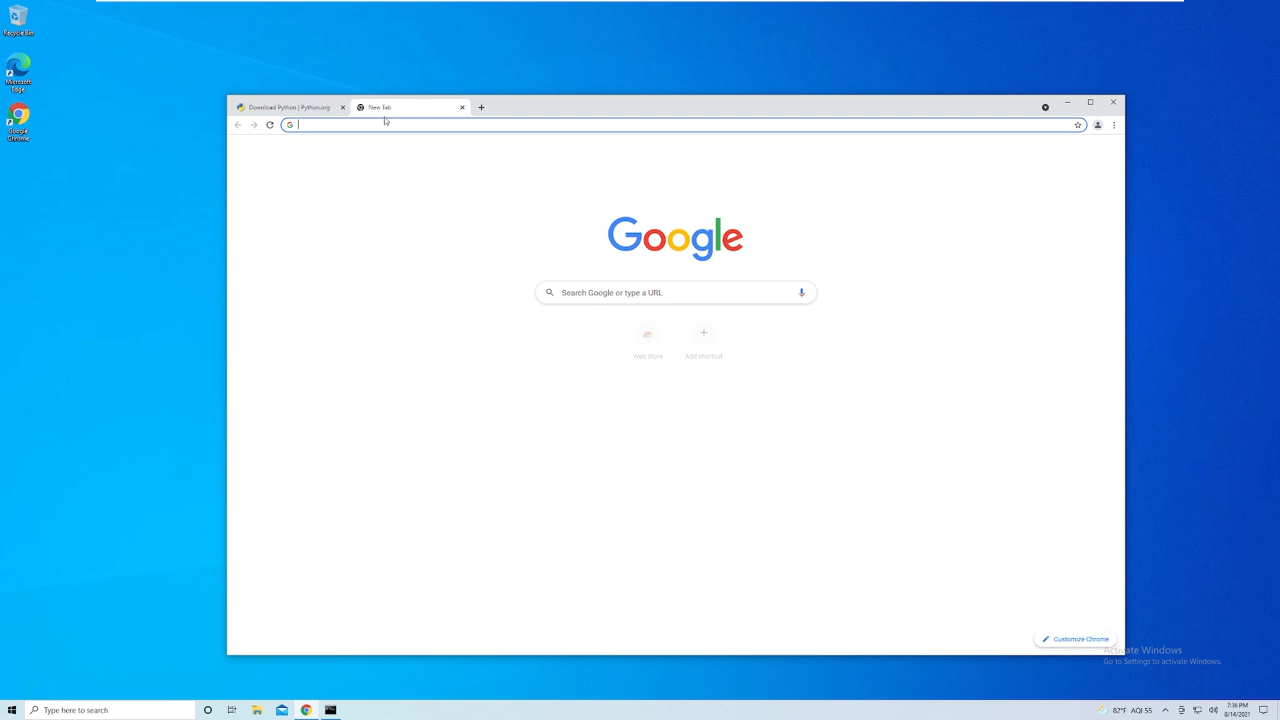 Recycle Bin
Microsoft
Edge
Google
Chrome
Download Python | Python.org
New Tab
Google
Search Google or type a URL
Web Store
Add shortcut
Customize Chrome
Activate Windows
Go to Settings to activate Windows.
Type here to search
82°F AQI 55
7:36 PM
8/14/2021